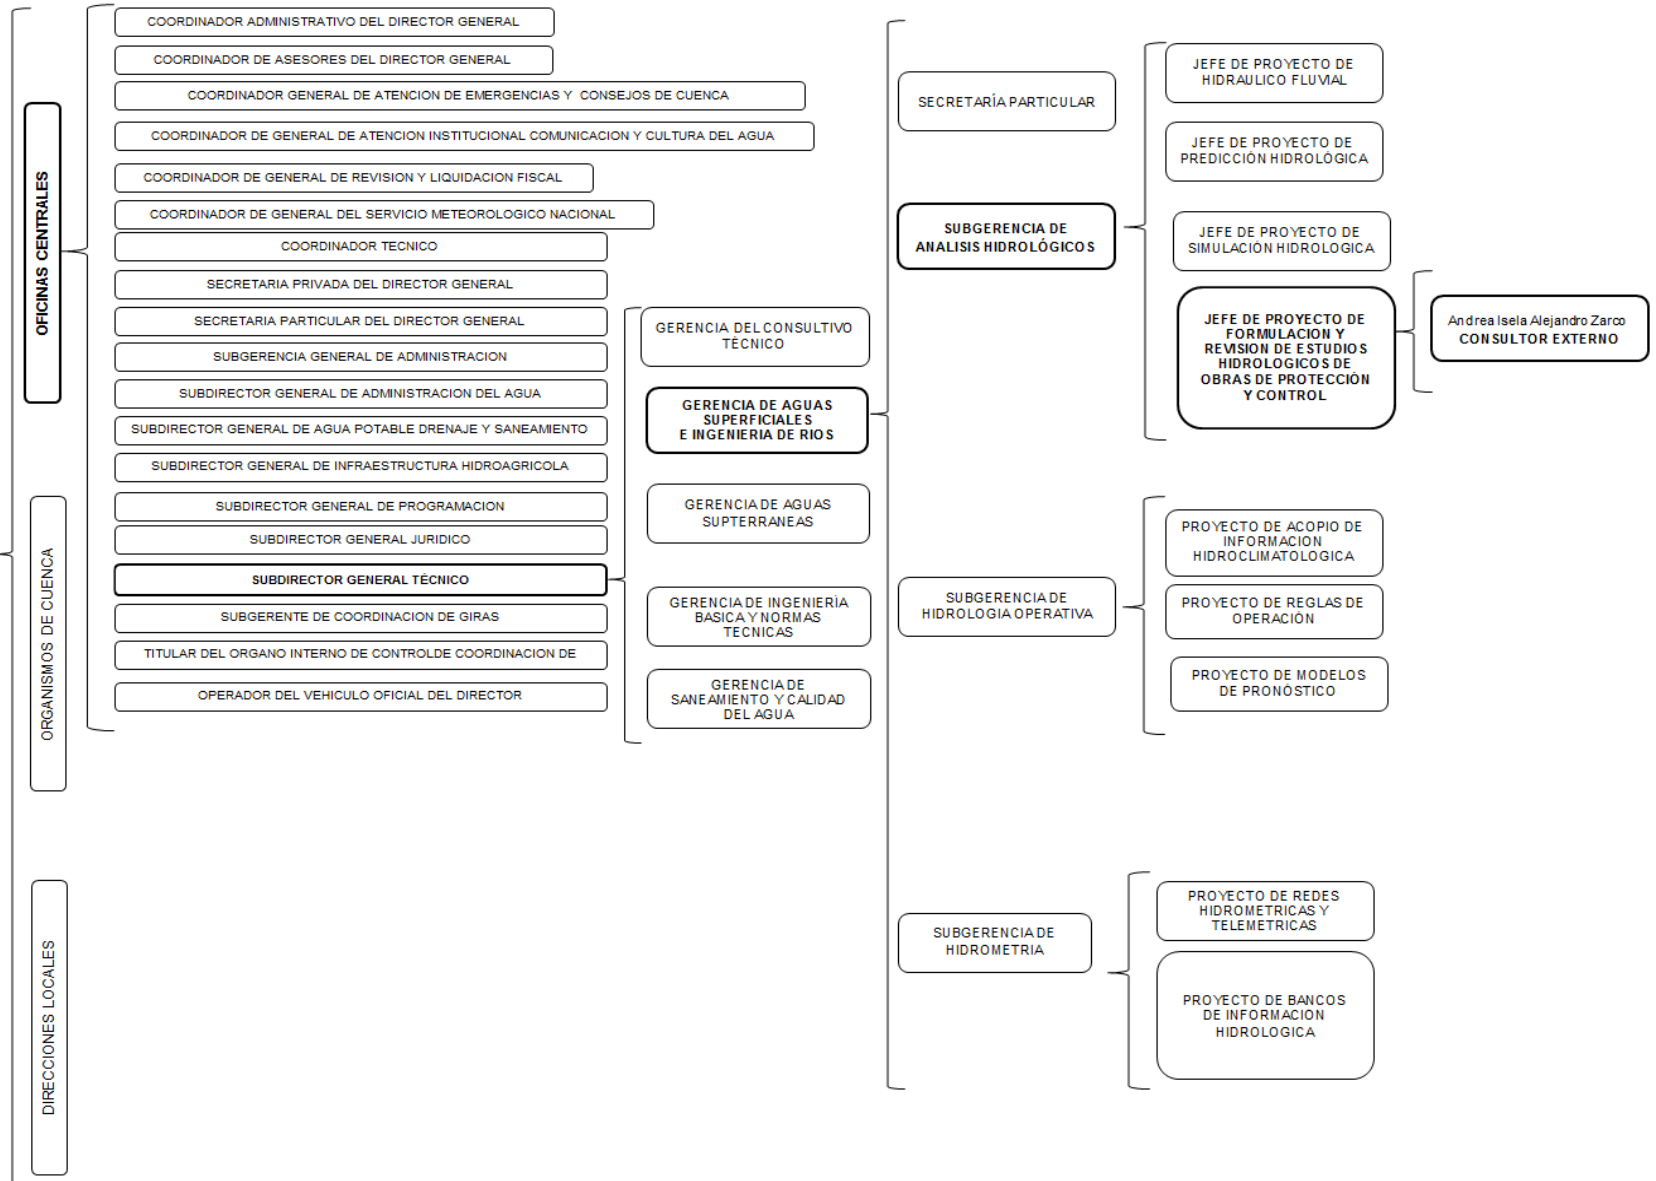 OFICINAS CENTRALES
ORGANISMOS DE CUENCA
DIRECCIONES LOCALES
COORDINADOR ADMINISTRATIVO DEL DIRECTOR GENERAL
COORDINADOR DE ASESORES DEL DIRECTOR GENERAL
COORDINADOR GENERAL DE ATENCION DE EMERGENCIAS Y CONSEJOS DE CUENCA
COORDINADOR DE GENERAL DE ATENCION INSTITUCIONAL COMUNICACION Y CULTURA DEL AGUA
COORDINADOR DE GENERAL DE REVISION Y LIQUIDACION FISCAL
COORDINADOR DE GENERAL DEL SERVICIO METEOROLOGICO NACIONAL
COORDINADOR TECNICO
SECRETARIA PRIVADA DEL DIRECTOR GENERAL
SECRETARIA PARTICULAR DEL DIRECTOR GENERAL
SUBGERENCIA GENERAL DE ADMINISTRACION
SUBDIRECTOR GENERAL DE ADMINISTRACION DEL AGUA
SUBDIRECTOR GENERAL DE AGUA POTABLE DRENAJE Y SANEAMIENTO
SUBDIRECTOR GENERAL DE INFRAESTRUCTURA HIDROAGRICOLA
SUBDIRECTOR GENERAL DE PROGRAMACION
SUBDIRECTOR GENERAL JURIDICO
SUBDIRECTOR GENERAL TÉCNICO
SUBGERENTE DE COORDINACION DE GIRAS
TITULAR DEL ORGANO INTERNO DE CONTROLDE COORDINACION DE
OPERADOR DEL VEHICULO OFICIAL DEL DIRECTOR
GERENCIA DEL CONSULTIVO
TÉCNICO
GERENCIA DE AGUAS
SUPERFICIALES
E INGENIERIA DE RIOS
GERENCIA DE AGUAS
SUPTERRANEAS
GERENCIA DE INGENIERÌA
BASICA Y NORMAS
TECNICAS
GERENCIA DE
SANEAMIENTO Y CALIDAD
DEL AGUA
SECRETARÍA PARTICULAR
SUBGERENCIA DE
ANALISIS HIDROLÓGICOS
SUBGERENCIA DE
HIDROLOGIA OPERATIVA
SUBGERENCIA DE
HIDROMETRIA
JEFE DE PROYECTO DE
HIDRAULICO FLUVIAL
JEFE DE PROYECTO DE
PREDICCIÓN HIDROLÓGICA
JEFE DE PROYECTO DE
SIMULACIÓN HIDROLOGICA
JEFE DE PROYECTO DE
FORMULACION Y
REVISION DE ESTUDIOS
HIDROLOGICOS DE
OBRAS DE PROTECCIÓN
Y CONTROL
Andrea Isela Alejandro Zarco
CONSULTOR EXTERNO
PROYECTO DE ACOPIO DE
INFORMACION
HIDROCLIMATOLOGICA
PROYECTO DE REGLAS DE
OPERACIÓN
PROYECTO DE MODELOS
DE PRONÓSTICO
PROYECTO DE REDES
HIDROMETRICAS Y
TELEMETRICAS
PROYECTO DE BANCOS
DE INFORMACION
HIDROLOGICA